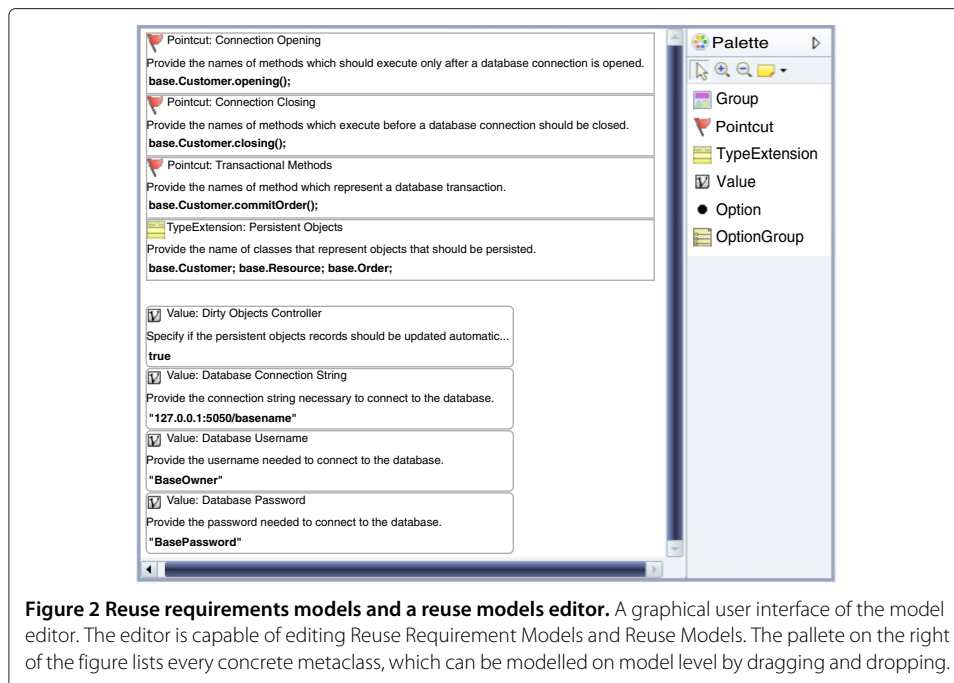 Pointcut: Connection Opening
Provide the names of methods which should execute only after a database connection is opened.
base.Customer.opening();
Pointcut: Connection Closing
Provide the names of methods which execute before a database connection should be closed.
base.Customer.closing();
Pointcut: Transactional Methods
Provide the names of method which represent a database transaction.
base.Customer.commitOrder();
TypeExtension: Persistent Objects
Provide the name of classes that represent objects that should be persisted.
base.Customer; base.Resource; base.Order;
Value: Dirty Objects Controller
Specify if the persistent objects records should be updated automatic...
true
Value: Database Connection String
Provide the connection string necessary to connect to the database.
"127.0.0.1:5050/basename"
Value: Database Username
Provide the username needed to connect to the database.
"BaseOwner"
Value: Database Password
Provide the password needed to connect to the database.
"BasePassword"
Palette
Group
Pointcut
TypeExtension
Value
Option
OptionGroup
Figure 2 Reuse requirements models and a reuse models editor. A graphical user interface of the model
editor. The editor is capable of editing Reuse Requirement Models and Reuse Models. The pallete on the right
of the figure lists every concrete metaclass, which can be modelled on model level by dragging and dropping.